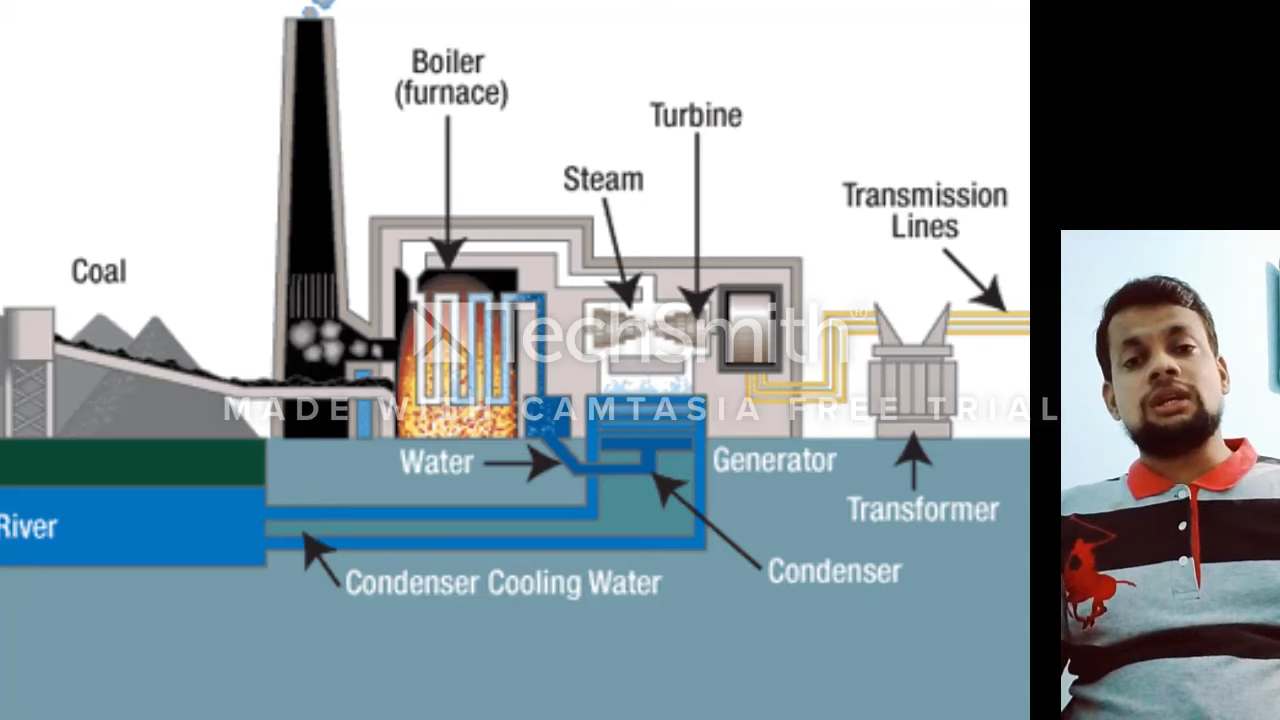 Boiler
(furnace)
Turbine
Steam
Transmission
Lines
Coal
TechSmith®
MADE WITH CAMTASIA FREE TRIAL
Water
Generator
River
Transformer
Condenser Cooling Water
Condenser